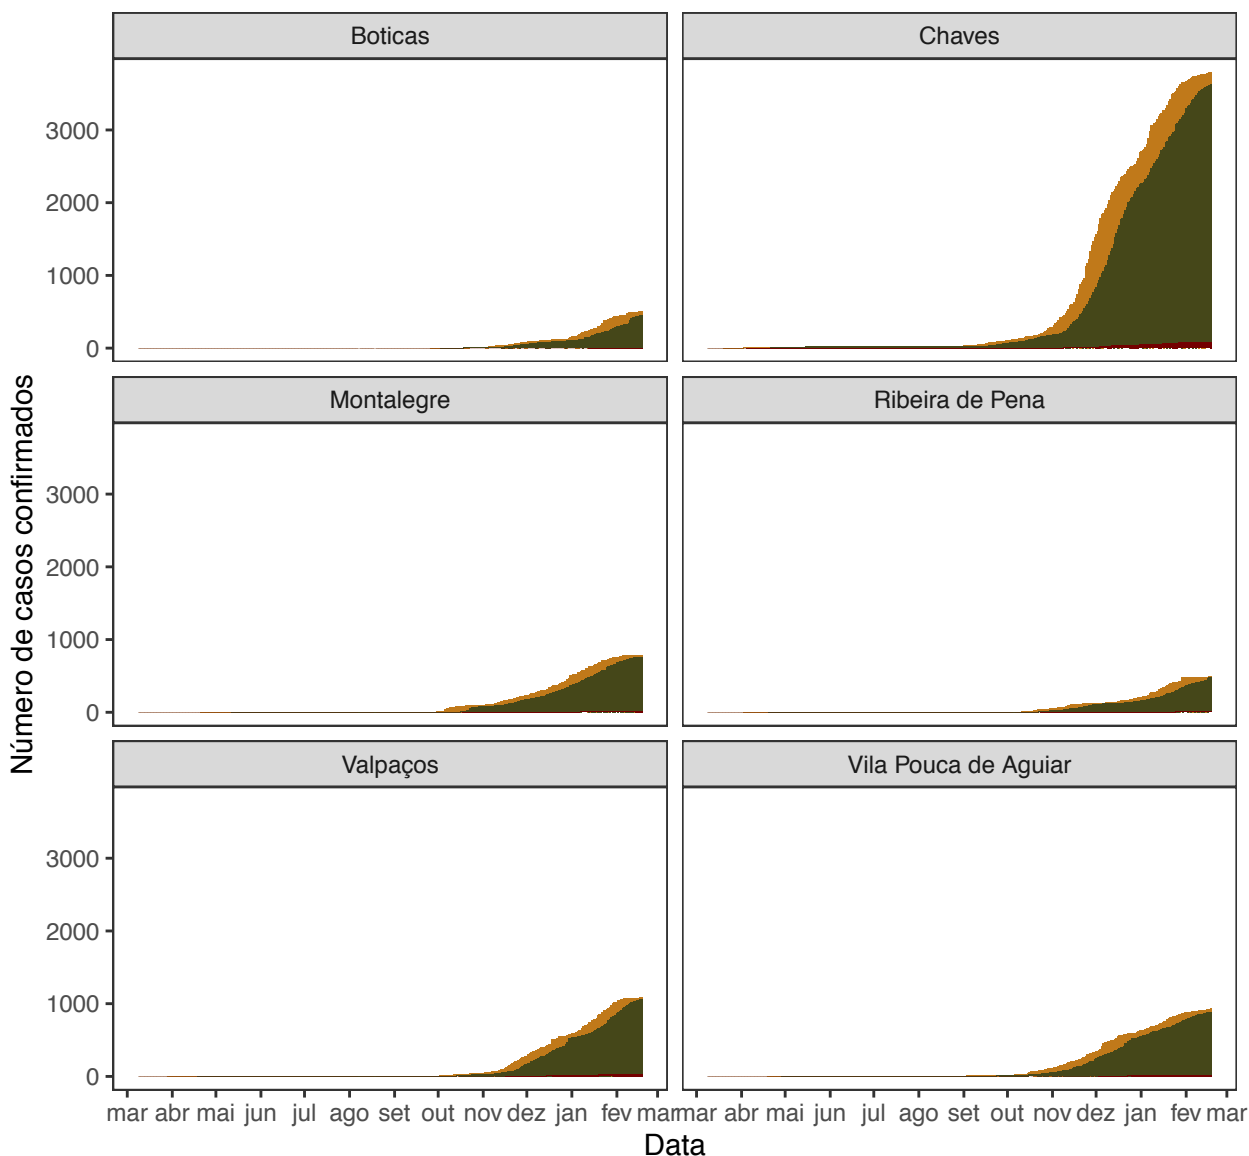 Boticas
Chaves
3000
2000
1000
0
Montalegre
Ribeira de Pena
3000
2000
1000
0
Valpaços
Vila Pouca de Aguiar
3000
2000
1000
0
mar abr mai jun jul ago set out nov dez jan fev mar
mar abr mai jun jul ago set out nov dez jan fev mar
Data
Número de casos confirmados